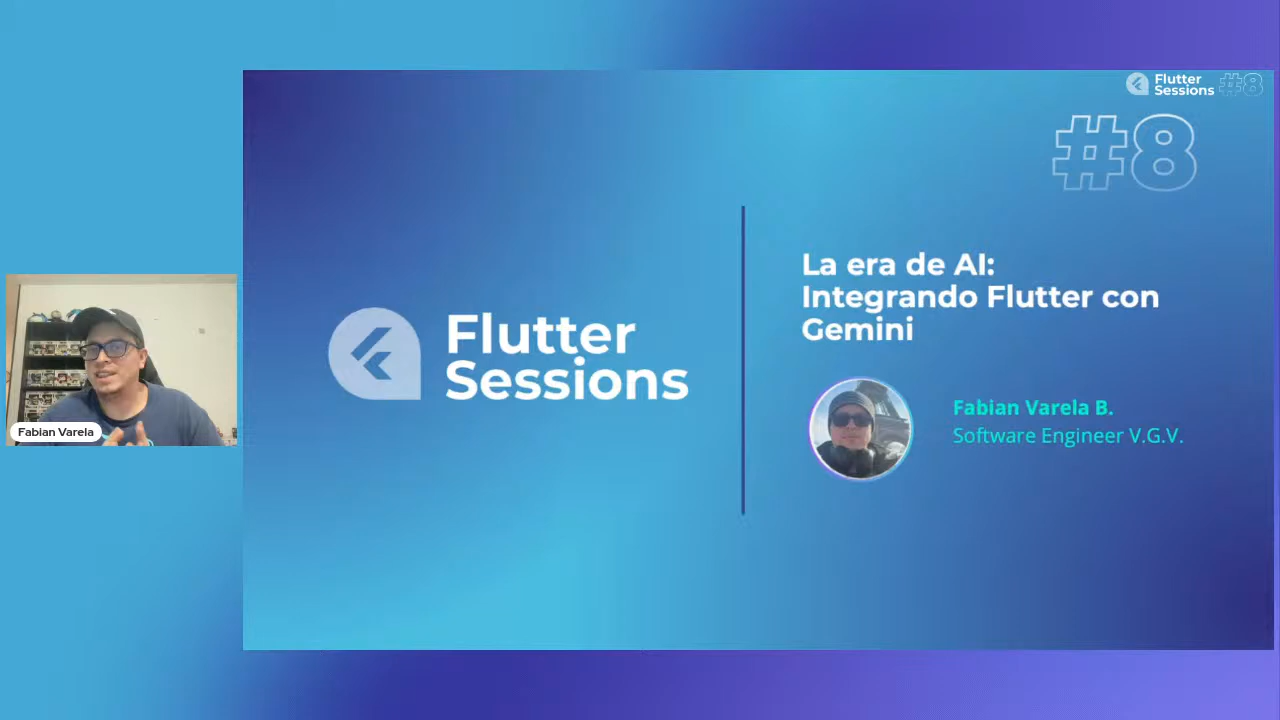 Flutter
Sessions #8
#8
Flutter
Sessions
La era de AI:
Integrando Flutter con
Gemini
Fabian Varela B.
Software Engineer V.G.V.
Fabian Varela